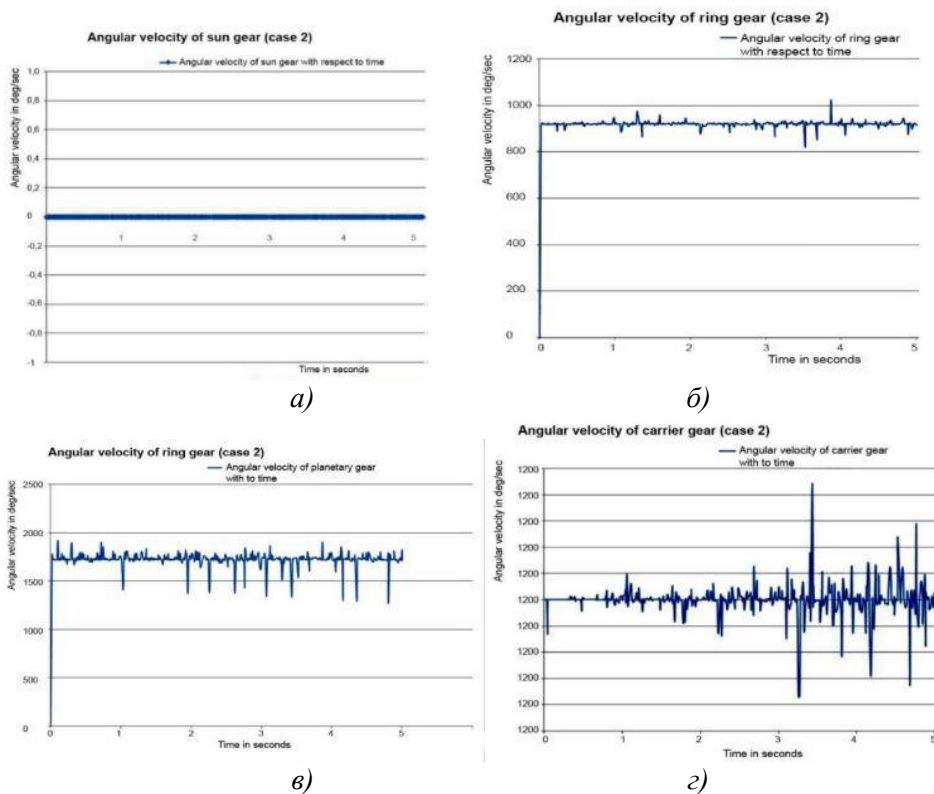 Angular velocity of sun gear (case 2)
Angular velocity of sun gear with respect to time
Angular velocity in deg/sec
1,0
0,8
0,6
0,4
0,2
0
-0,2
-0,4
-0,6
-0,8
-1
1
2
3
4
5
Time in seconds
а)
Angular velocity of ring gear (case 2)
Angular velocity of ring gear
with respect to time
Angular velocity in deg/sec
1200
1000
800
600
400
200
0
0
1
2
3
4
5
Time in seconds
б)
Angular velocity of ring gear (case 2)
Angular velocity of planetary gear
with to time
Angular velocity in deg/sec
2500
2000
1500
1000
500
0
0
1
2
3
4
5
Time in seconds
в)
Angular velocity of carrier gear (case 2)
Angular velocity of carrier gear
with to time
Angular velocity in deg/sec
1200
1200
1200
1200
1200
1200
1200
1200
1200
1200
1200
0
1
2
3
4
5
Time in seconds
г)